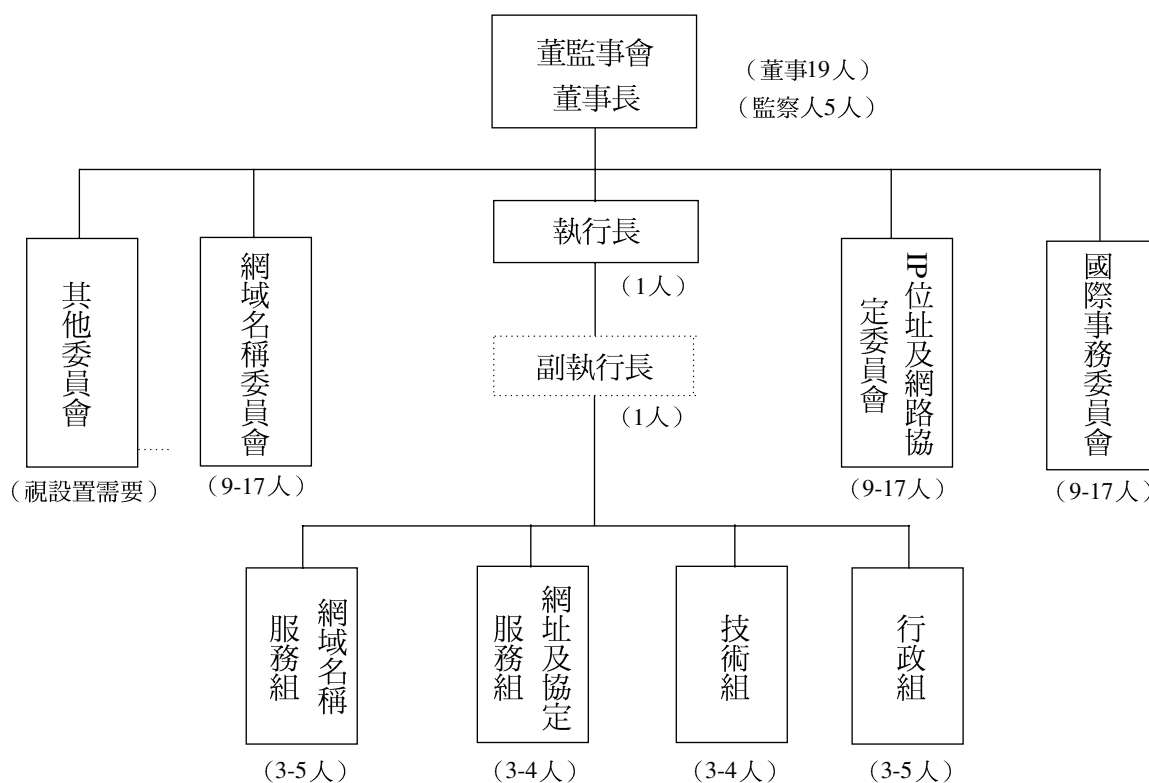 董監事會
董事長
（董事19人）
（監察人5人）
執行長
（1人）
副執行長
（1人）
其他委員會
（視設置需要）
網域名稱委員會
（9-17人）
IP位址及網路協
定委員會
（9-17人）
國際事務委員會
（9-17人）
網域名稱
服務組
（3-5人）
網址及協定
服務組
（3-4人）
技術組
（3-4人）
行政組
（3-5人）